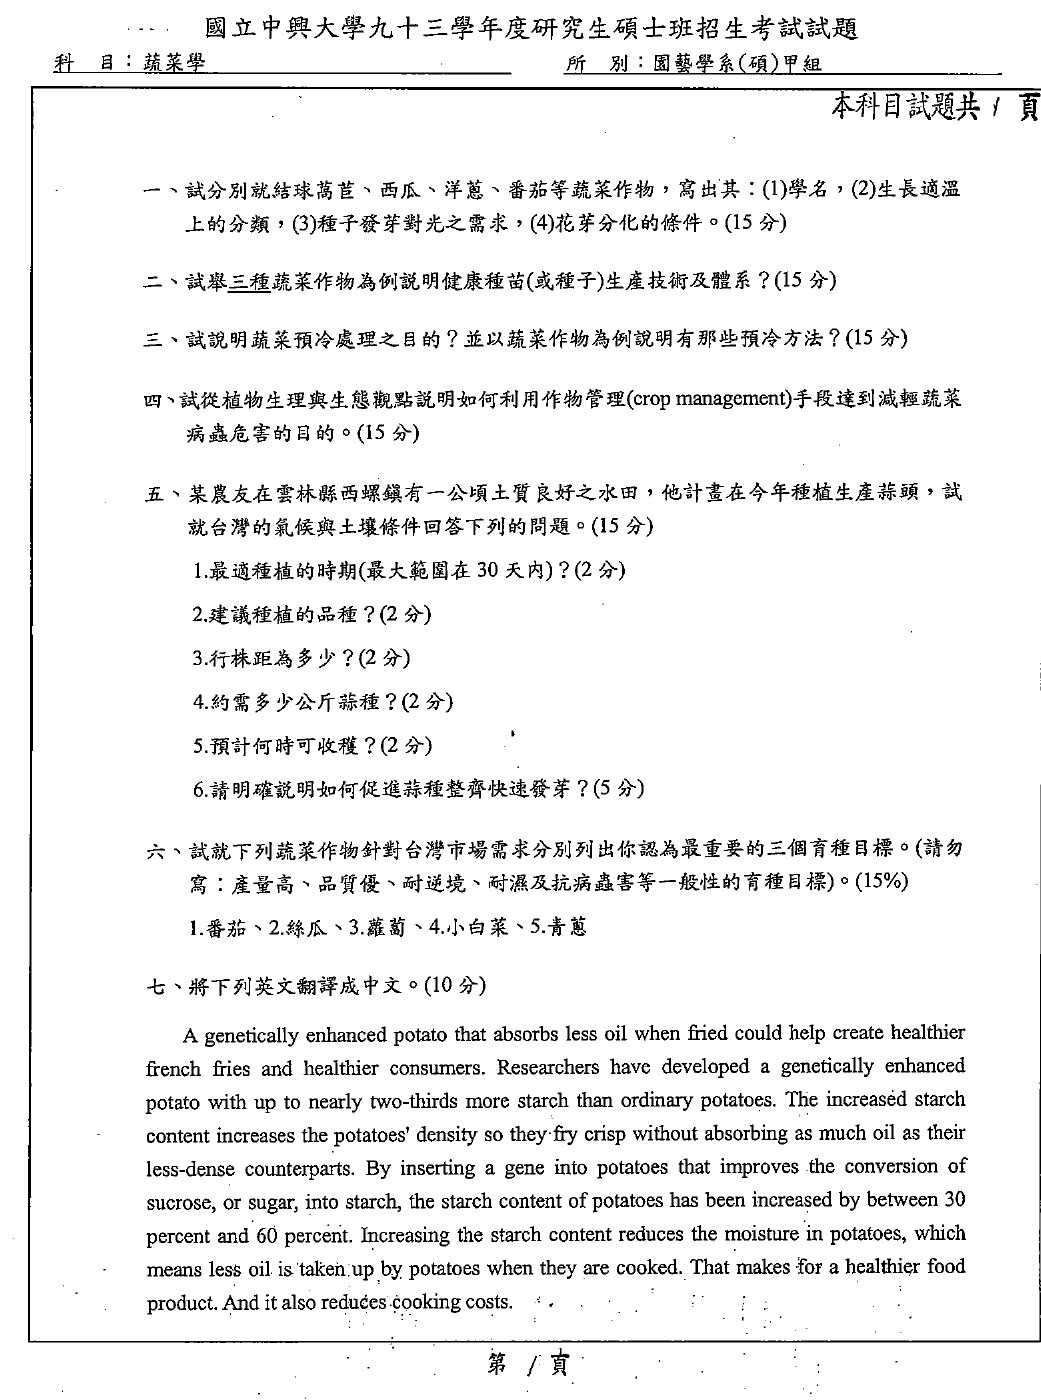 國立中興大學九十三學年度研究生碩士班招生考試試題
科 目：蔬菜學 所 別：園藝學系(碩)甲組
本科目試題共 1 頁
一、試分別就結球萵苣、西瓜、洋蔥、番茄等蔬菜作物，寫出其：(1)學名，(2)生長適溫
上的分類，(3)種子發芽對光之需求，(4)花芽分化的條件。(15 分)
二、試舉三種蔬菜作物為例說明健康種苗(或種子)生產技術及體系？(15 分)
三、試說明蔬菜預冷處理之目的？並以蔬菜作物為例說明有那些預冷方法？(15 分)
四、試從植物生理與生態觀點說明如何利用作物管理(crop management)手段達到減輕蔬菜
病蟲危害的目的。(15 分)
五、某農友在雲林縣西螺鎮有一公頃土質良好之水田，他計畫在今年種植生產蒜頭，試
就台灣的氣候與土壤條件回答下列的問題。(15 分)
1.最適種植的時期(最大範圍在 30 天內)？(2 分)
2.建議種植的品種？(2 分)
3.行株距為多少？(2 分)
4.約需多少公斤蒜種？(2 分)
5.預計何時可收穫？(2 分)
6.請明確說明如何促進蒜種整齊快速發芽？(5 分)
六、試就下列蔬菜作物針對台灣市場需求分別列出你認為最重要的三個育種目標。(請勿
寫：產量高、品質優、耐逆境、耐濕及抗病蟲害等一般性的育種目標)。(15%)
1.番茄、2.絲瓜、3.蘿蔔、4.小白菜、5.青蔥
七、將下列英文翻譯成中文。(10 分)
A genetically enhanced potato that absorbs less oil when fried could help create healthier
french fries and healthier consumers. Researchers have developed a genetically enhanced
potato with up to nearly two-thirds more starch than ordinary potatoes. The increased starch
content increases the potatoes' density so they fry crisp without absorbing as much oil as their
less-dense counterparts. By inserting a gene into potatoes that improves the conversion of
sucrose, or sugar, into starch, the starch content of potatoes has been increased by between 30
percent and 60 percent. Increasing the starch content reduces the moisture in potatoes, which
means less oil is taken up by potatoes when they are cooked. That makes for a healthier food
product. And it also reduces cooking costs.
第 1 頁